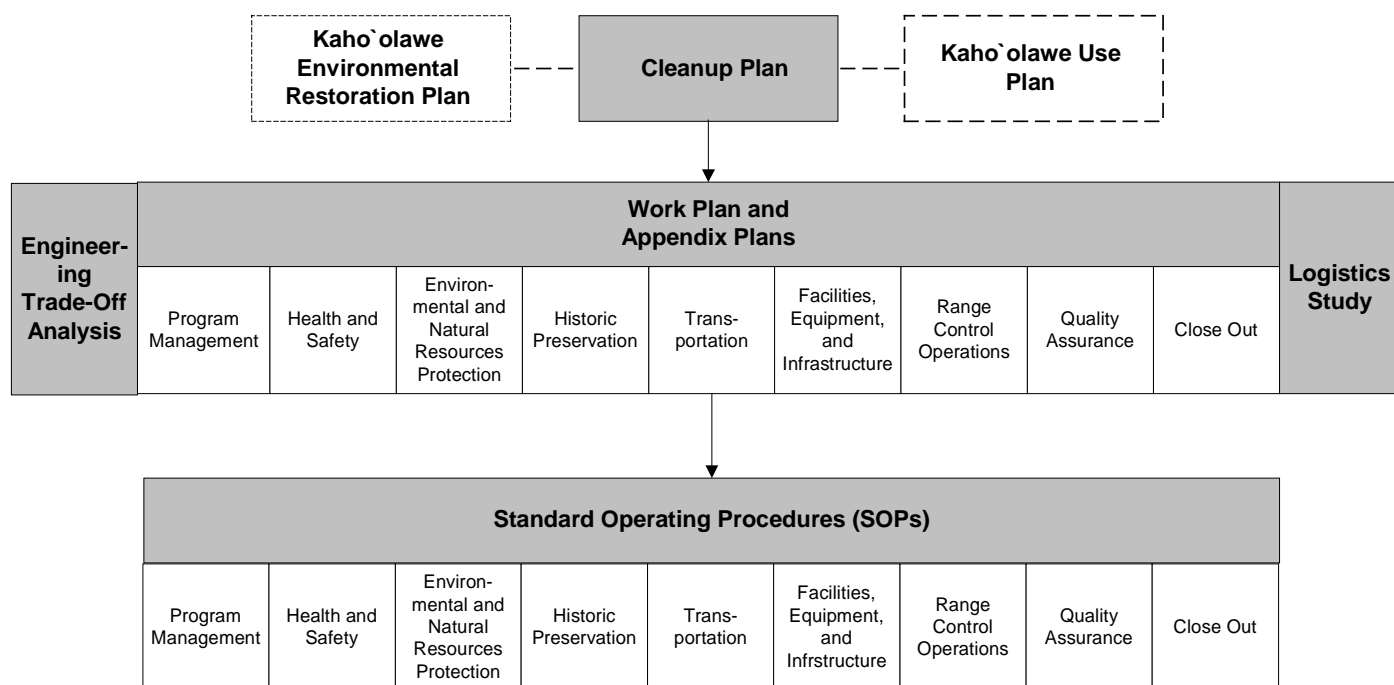 Kaho`olawe
Environmental
Restoration Plan
Cleanup Plan
Kaho`olawe Use
Plan
Engineer-
ing
Trade-Off
Analysis
Work Plan and
Appendix Plans
Logistics
Study
Program
Management
Health and
Safety
Environ-
mental and
Natural
Resources
Protection
Historic
Preservation
Trans-
portation
Facilities,
Equipment,
and
Infrastructure
Range
Control
Operations
Quality
Assurance
Close Out
Standard Operating Procedures (SOPs)
Program
Management
Health and
Safety
Environ-
mental and
Natural
Resources
Protection
Historic
Preservation
Trans-
portation
Facilities,
Equipment,
and
Infrstructure
Range
Control
Operations
Quality
Assurance
Close Out